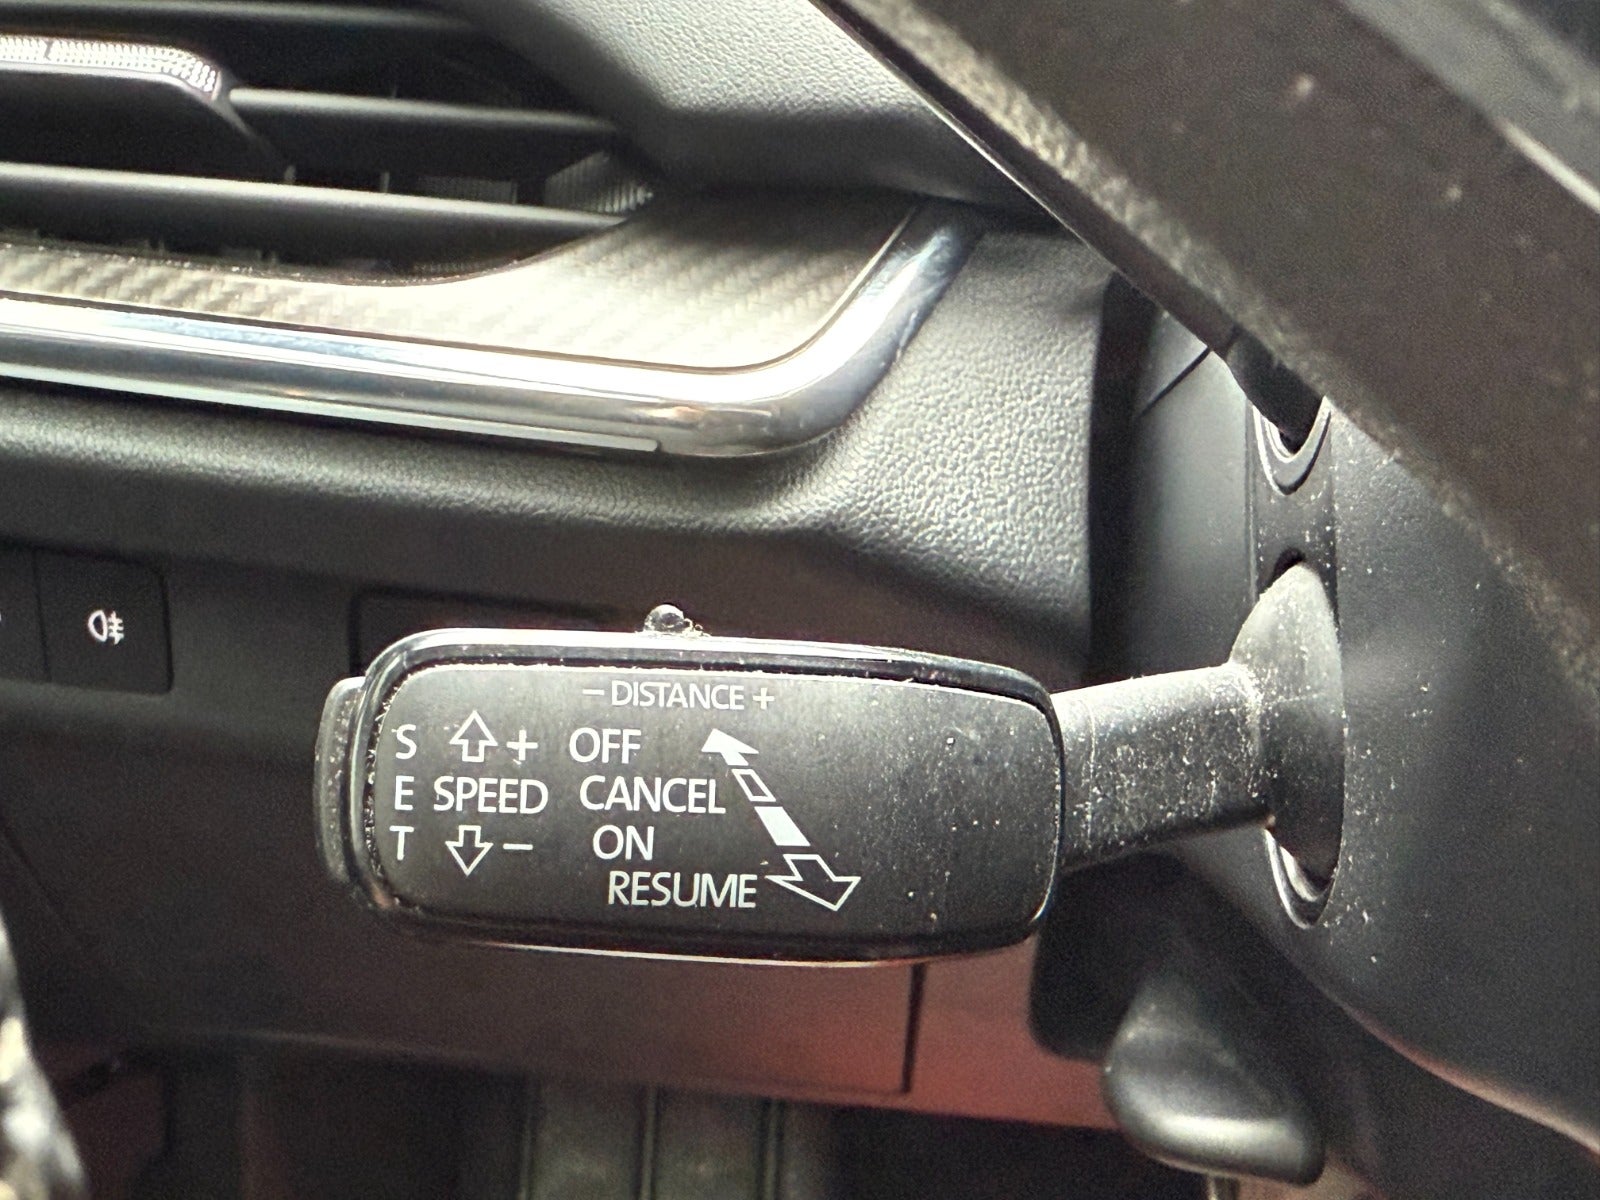 – DISTANCE +
S + OFF
E SPEED CANCEL
T – ON
RESUME